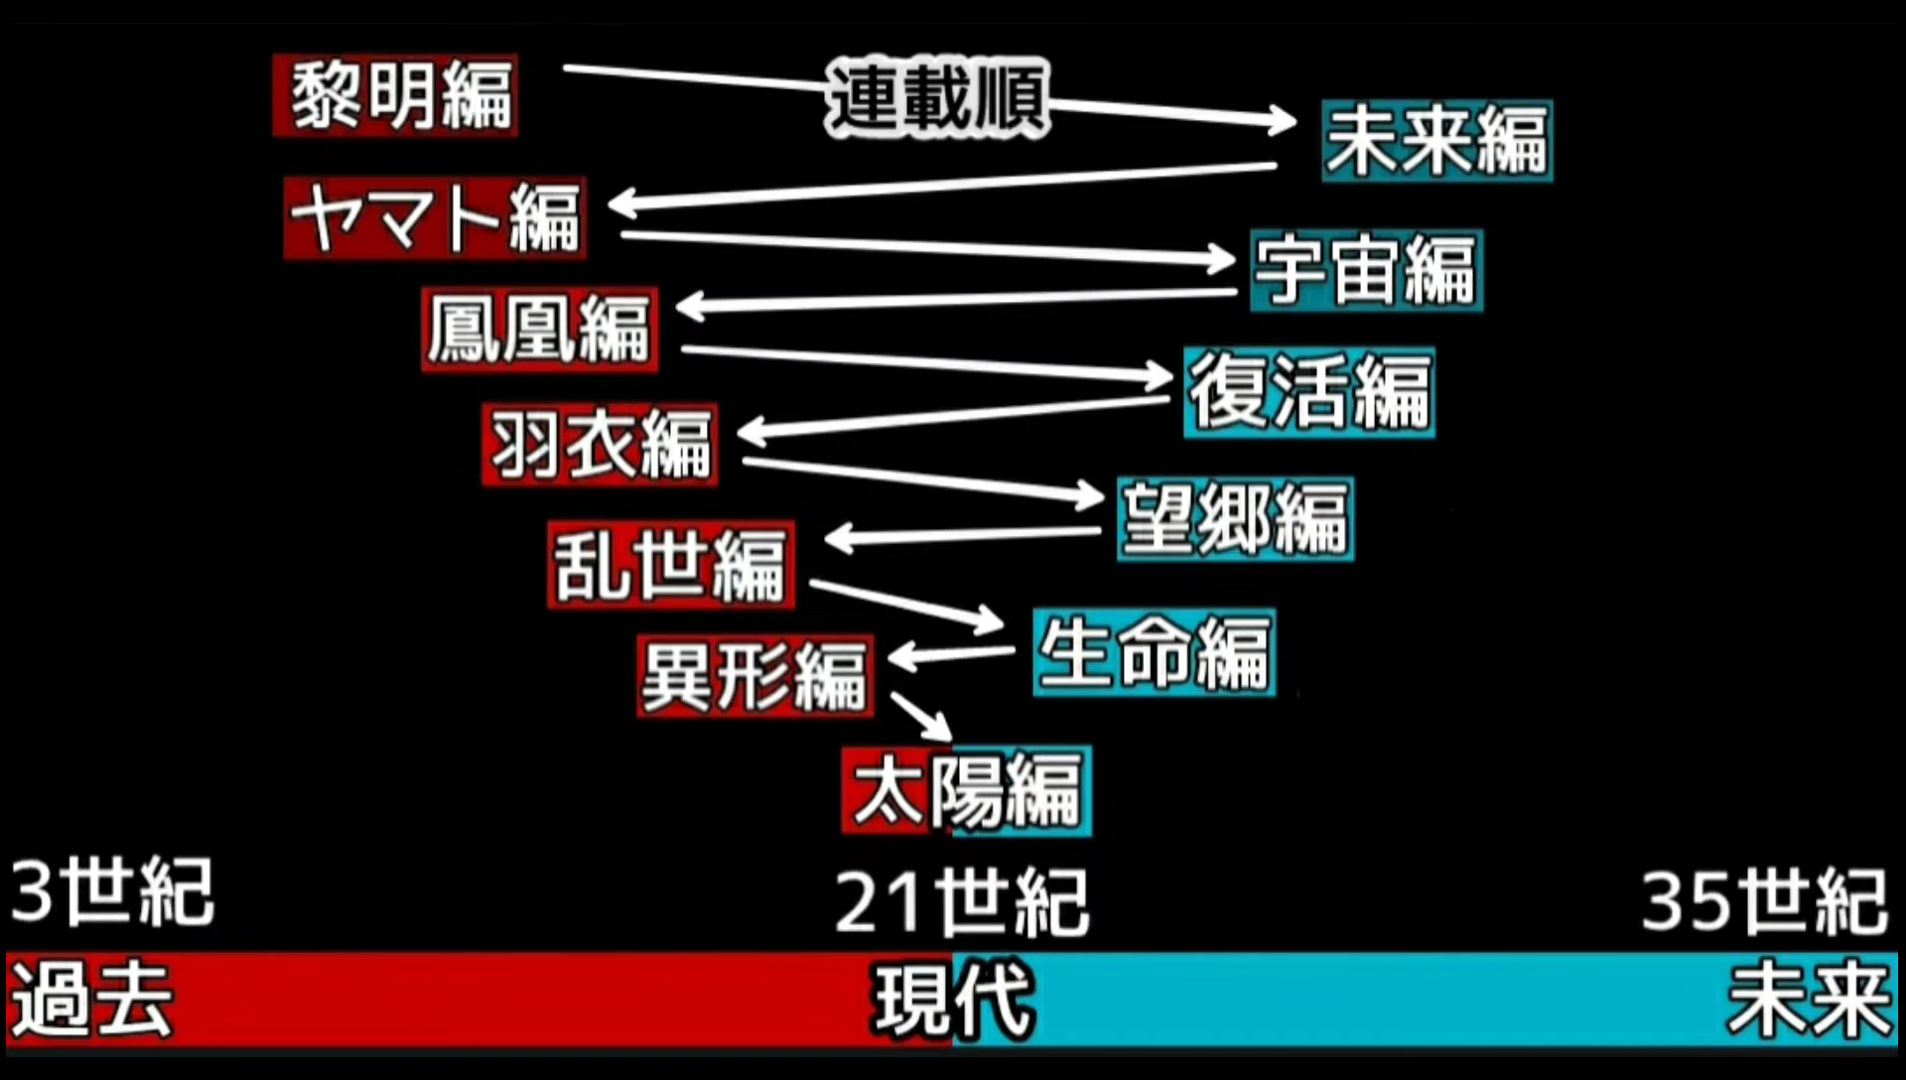 黎明編
連載順
未来編
ヤマト編
宇宙編
鳳凰編
復活編
羽衣編
望郷編
乱世編
生命編
異形編
太陽編
3世紀
21世紀
35世紀
過去
現代
未来